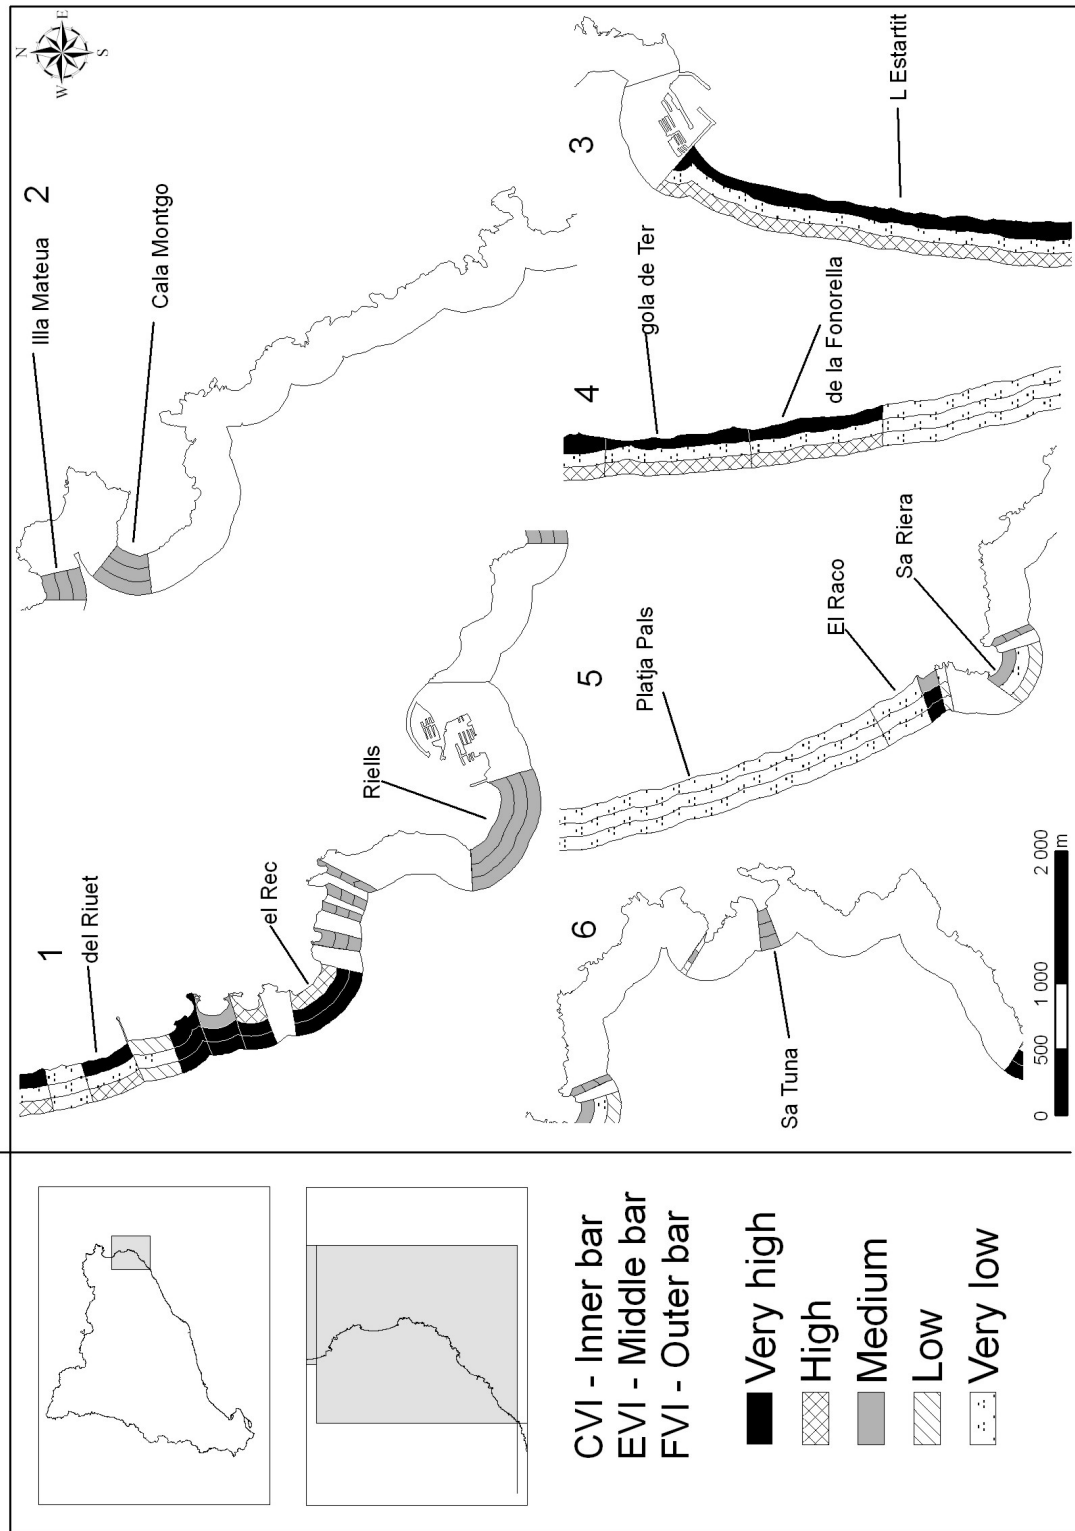 N
E
S
W
1
del Riuet
el Rec
Riells
2
Illa Mateua
Cala Montgo
3
L Estartit
4
gola de Ter
de la Fonorella
5
Platja Pals
El Raco
Sa Riera
6
Sa Tuna
0 500 1 000 2 000
m
CVI - Inner bar
EVI - Middle bar
FVI - Outer bar
Very high
High
Medium
Low
Very low